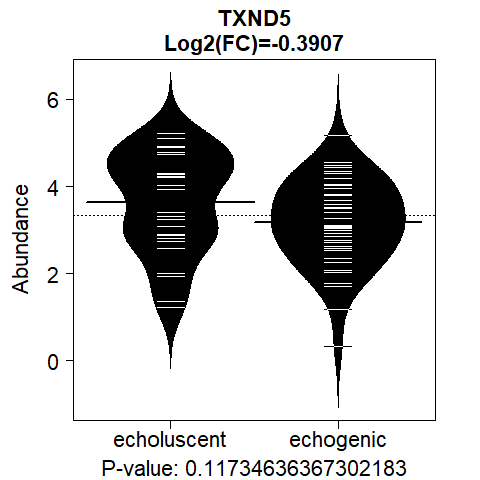 TXND5
Log2(FC)=-0.3907
Abundance
6
4
2
0
echoluscent echogenic
P-value: 0.11734636367302183